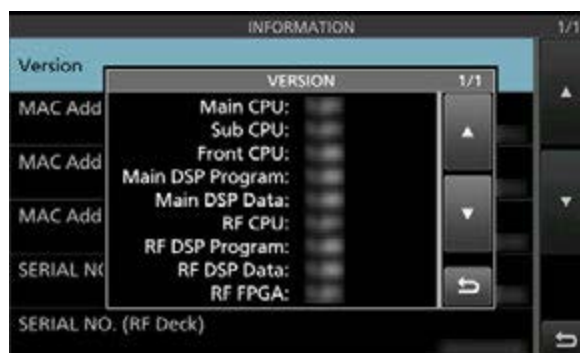 INFORMATION 1/1
Version
VERSION 1/1
MAC Add
Main CPU:
Sub CPU:
Front CPU:
MAC Add
Main DSP Program:
Main DSP Data:
MAC Add
RF CPU:
RF DSP Program:
SERIAL NO
RF DSP Data:
RF FPGA:
SERIAL NO. (RF Deck)